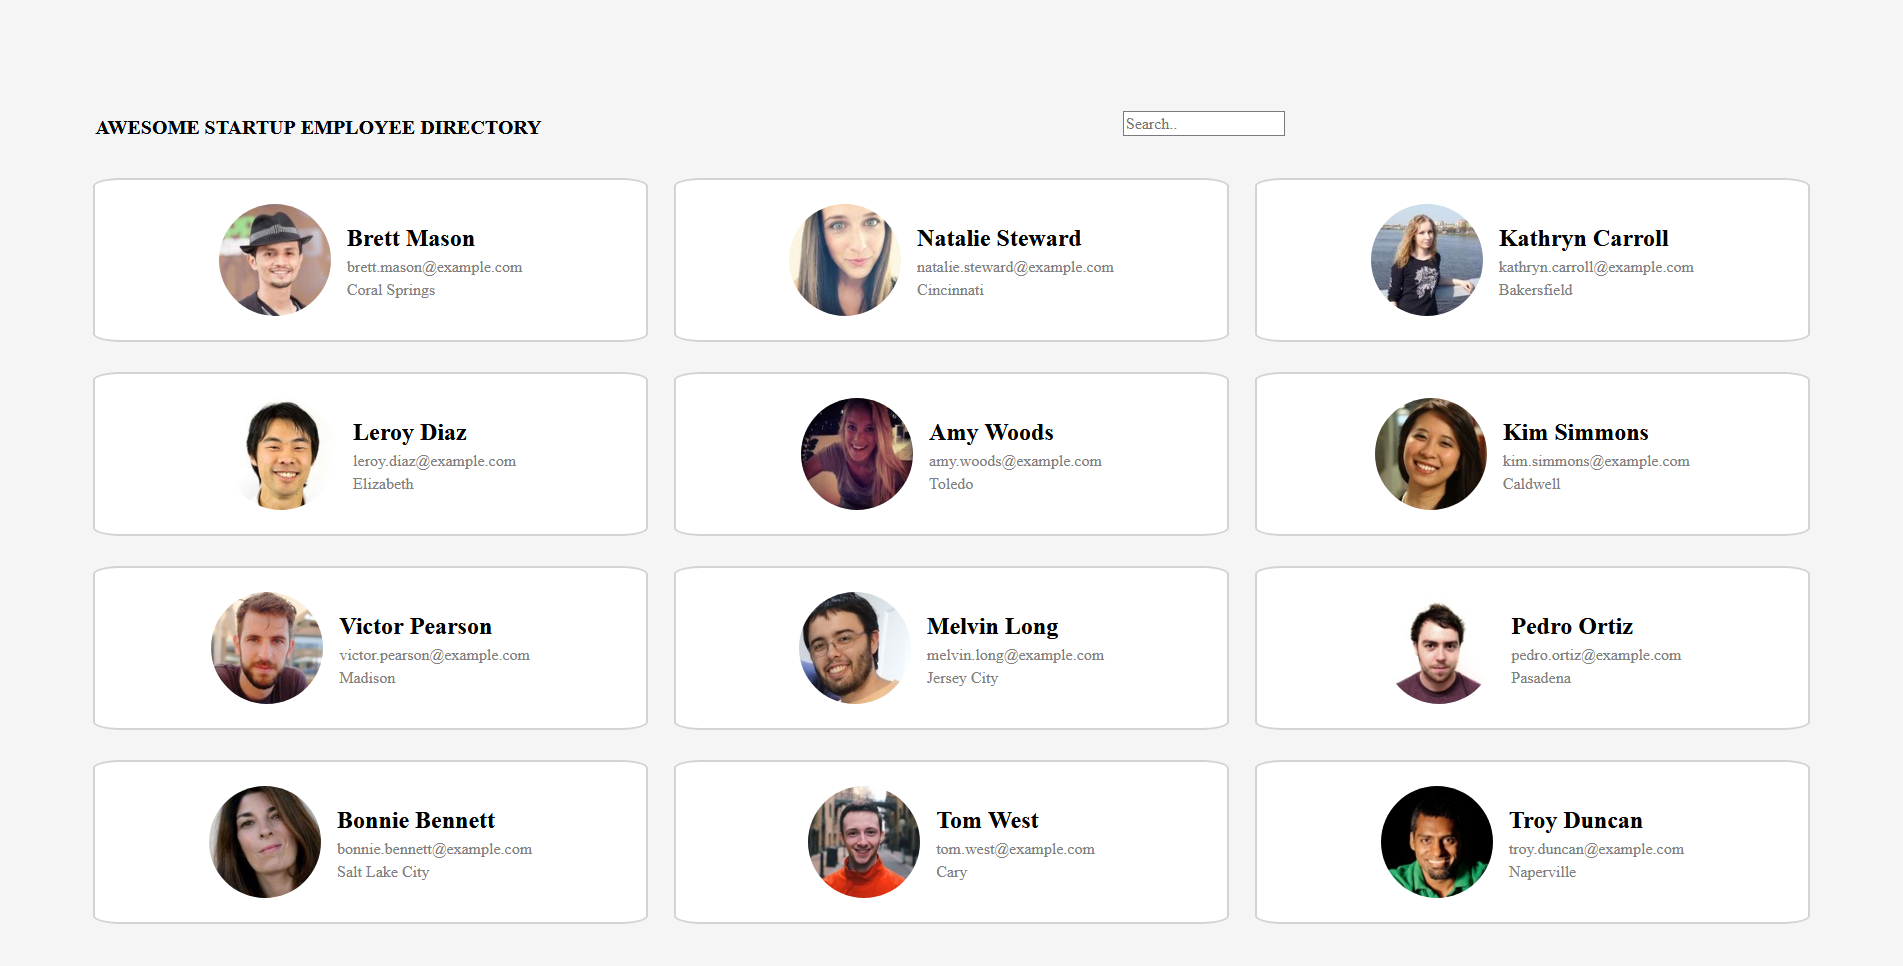 AWESOME STARTUP EMPLOYEE DIRECTORY
Search..
Brett Mason
brett.mason@example.com
Coral Springs
Natalie Steward
natalie.steward@example.com
Cincinnati
Kathryn Carroll
kathryn.carroll@example.com
Bakersfield
Leroy Diaz
leroy.diaz@example.com
Elizabeth
Amy Woods
amy.woods@example.com
Toledo
Kim Simmons
kim.simmons@example.com
Caldwell
Victor Pearson
victor.pearson@example.com
Madison
Melvin Long
melvin.long@example.com
Jersey City
Pedro Ortiz
pedro.ortiz@example.com
Pasadena
Bonnie Bennett
bonnie.bennett@example.com
Salt Lake City
Tom West
tom.west@example.com
Cary
Troy Duncan
troy.duncan@example.com
Naperville